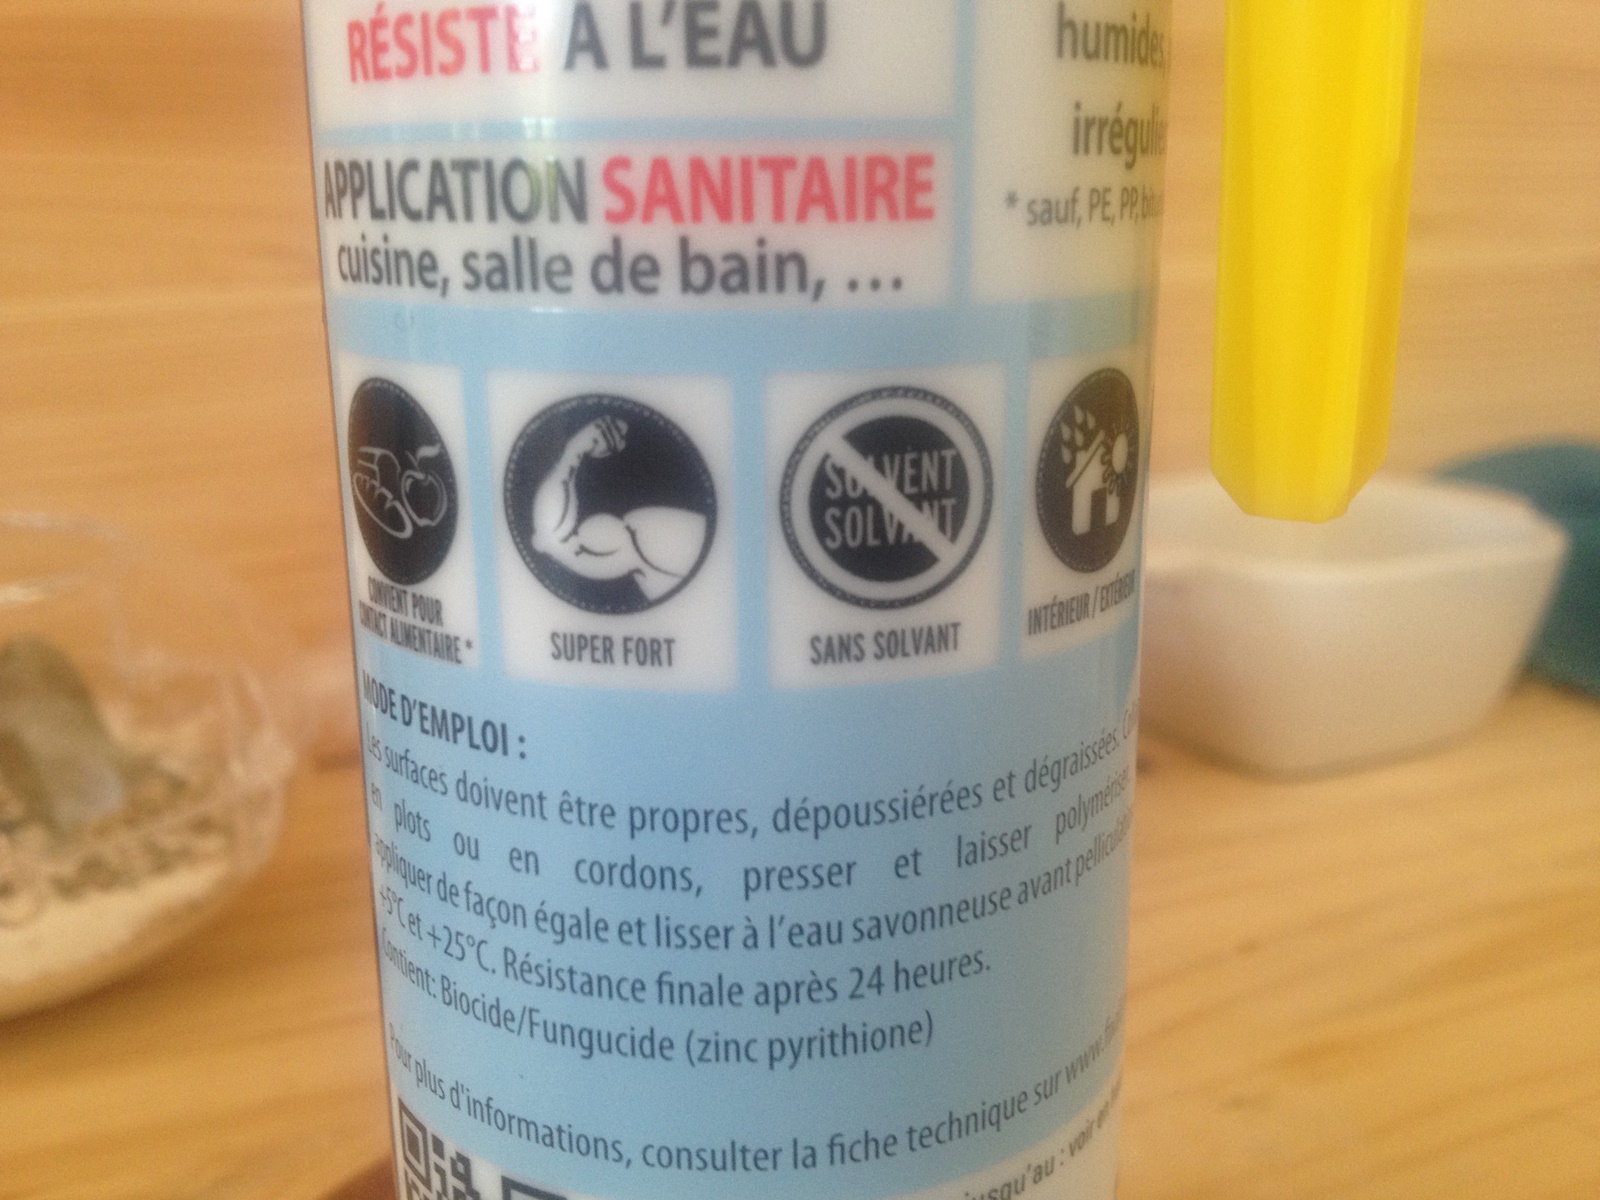 RÉSISTE À L'EAU
APPLICATION SANITAIRE
cuisine, salle de bain, ...
humides,
* sauf, PE, PP,
CONVIENT POUR
CONTACT ALIMENTAIRE *
SUPER FORT
SOLVENT
SOLVANT
SANS SOLVANT
INTÉRIEUR / EXTÉRIEUR
MODE D'EMPLOI :
Les surfaces doivent être propres, dépoussiérées et dégraissées.
en plots ou en cordons, presser et laisser
appliquer de façon égale et lisser à l'eau savonneuse avant
+5°C et +25°C. Résistance finale après 24 heures.
Contient: Biocide/Fungucide (zinc pyrithione)
Pour plus d'informations, consulter la fiche technique sur
jusqu'au : voir